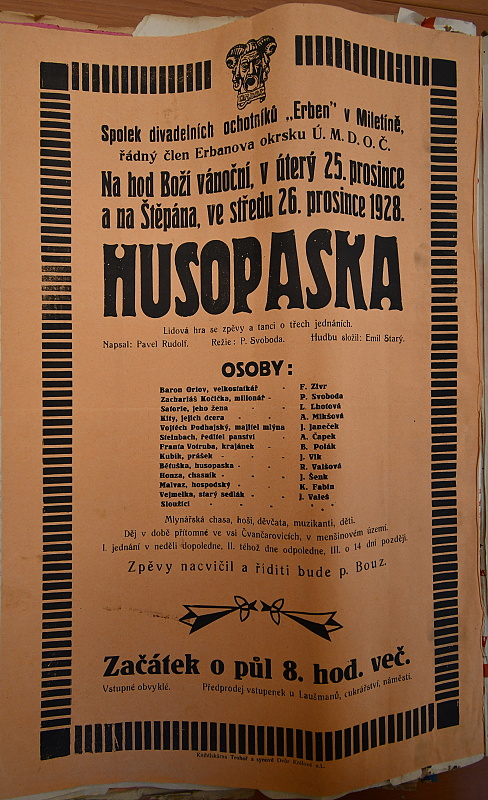 Spolek divadelních ochotníků „Erben" v Miletíně,
řádný člen Erbanova okrsku Ú. M. D. O. Č.
Na hod Boží vánoční, v úterý 25. prosince
a na Štěpána, ve středu 26. prosince 1928.
HUSOPASKA
Lidová hra se zpěvy a tanci o třech jednáních.
Napsal: Pavel Rudolf. Režie: P. Svoboda. Hudbu složil: Emil Starý.
OSOBY:
Baron Orlov, velkostatkář - F. Zivr
Zachariáš Kočička, milionář - P. Svoboda
Satorie, jeho žena - - L. Lhotová
Kity, jejich dcera - - A. Mikšová
Vojtěch Podhajský, majitel mlýna J. Janeček
Steinbach, ředitel panství - A. Čapek
Franta Votruba, krajánek - B. Polák
Kubík, prášek - - - J. Vlk
Bětuška, husopaska - - R. Valšová
Honza, chasník - - - J. Šenk
Malvaz, hospodský - - K. Fabin
Vejmelka, starý sedlák - - J. Valeš
Sloužící - - -
Mlynářská chasa, hoši, děvčata, muzikanti, děti.
Děj v době přítomné ve vsi Čvančarovicích, v menšinovém území.
I. jednání v neděli dopoledne, II. téhož dne odpoledne, III. o 14 dní později.
Zpěvy nacvičil a říditi bude p. Bouz.
Začátek o půl 8. hod. več.
Vstupné obvyklé. Předprodej vstupenek u Laušmanů, cukrářství, náměstí.
a synové Dvůr Králové n. L.